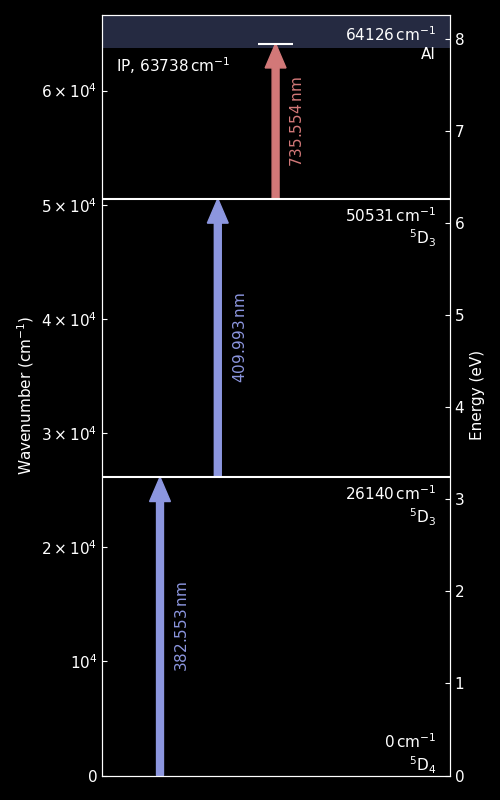 64126 cm⁻¹
AI
IP, 63738 cm⁻¹
735.554 nm
50531 cm⁻¹
⁵D₃
409.993 nm
26140 cm⁻¹
⁵D₃
382.553 nm
0 cm⁻¹
⁵D₄
Wavenumber (cm⁻¹)
6 × 10⁴
5 × 10⁴
4 × 10⁴
3 × 10⁴
2 × 10⁴
10⁴
0
Energy (eV)
8
7
6
5
4
3
2
1
0